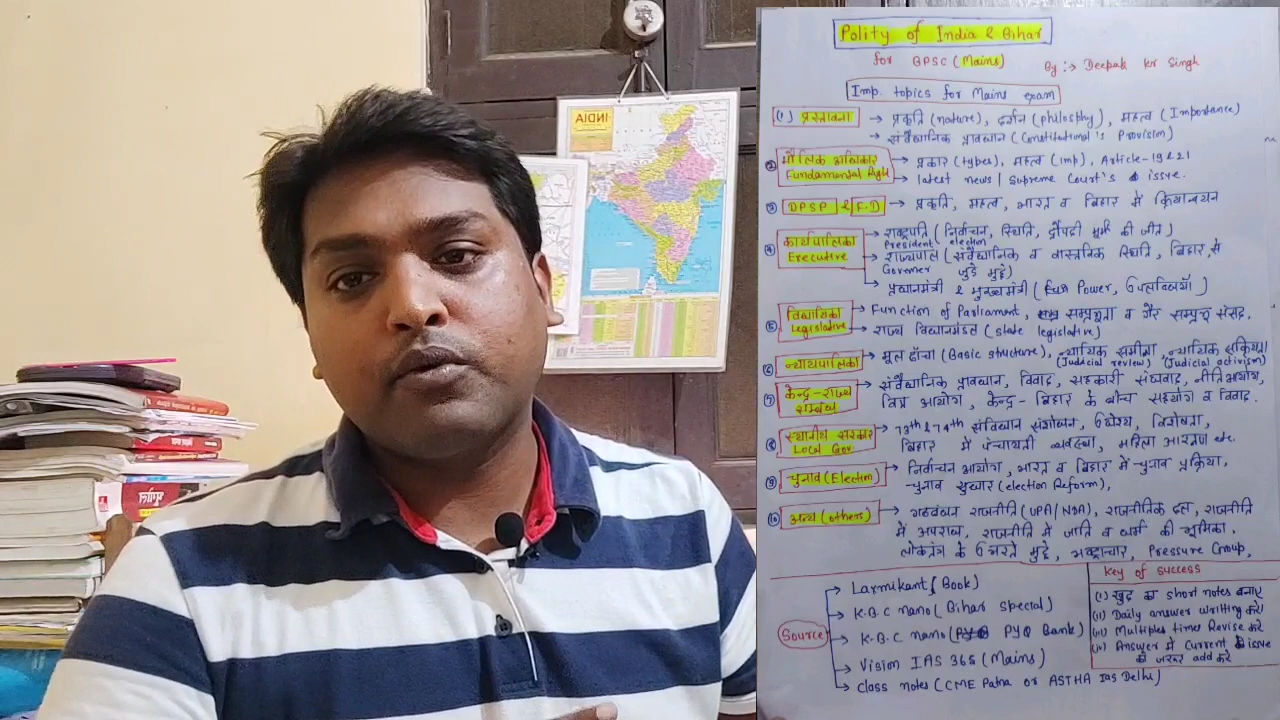 Polity of India & Bihar
for BPSC (Mains)
By :-> Deepak kr Singh
Imp. topics for Mains exam
(1) प्रस्तावना → प्रकृति (nature), दर्शन (philosphy), महत्व (Importance)
→ संवैधानिक प्रावधान (Constitutional's Provision)
(2) मौलिक अधिकार → प्रकार (types), महत्व (imp), Article-19 & 21
Fundamental Right → latest news / Supreme Court's issue.
(3) DPSP & F.D → प्रकृति, महत्व, भारत व बिहार में क्रियान्वयन
(4) कार्यपालिका → राष्ट्रपति (निर्वाचन, स्थिति, द्रौपदी मुर्मू की जीत)
President election
Executive → राज्यपाल (संवैधानिक व वास्तविक स्थिति, बिहार में
Governer जुड़े मुद्दे)
→ प्रधानमंत्री & मुख्यमंत्री (Power, उपलब्धियाँ)
(5) विधायिका → Function of Parliament, सम्प्रभुता व गैर सम्प्रभु संसद,
Legislative → राज्य विधानमंडल (state legislative)
(6) न्यायपालिका → मूल ढाँचा (Basic structure), न्यायिक समीक्षा, न्यायिक सक्रियता
(Judicial review) (Judicial activism)
(7) केन्द्र-राज्य सम्बन्ध → संवैधानिक प्रावधान, विवाद, सहकारी संघवाद, नीति आयोग,
वित्त आयोग, केन्द्र-बिहार के बीच सहयोग व विवाद.
(8) स्थानीय सरकार → 73th & 74th संविधान संशोधन, उद्देश्य, विशेषता,
Local Gov. बिहार में पंचायती व्यवस्था, महिला आरक्षण etc.
(9) चुनाव (Election) → निर्वाचन आयोग, भारत व बिहार में चुनाव प्रक्रिया,
चुनाव सुधार (election Reform),
(10) अन्य (others) → गठबंधन राजनीति (UPA/NDA), राजनीतिक दल, राजनीति
में अपराध, राजनीति में जाति व धर्म की भूमिका,
लोकतंत्र के उभरते मुद्दे, भ्रष्टाचार, Pressure Group,
Source
→ Laxmikant (Book)
→ K.B.C nano (Bihar special)
→ K.B.C nano (PYQ Bank)
→ Vision IAS 365 (Mains)
→ class notes (CME Patna or ASTHA Ias Delhi)
Key of success
(i) खुद का short notes बनाए
(ii) Daily answer writing करे
(iii) Multiples time Revise करे
(iv) Answer में current issue
को जरूर add करे
INDIA
भूगोल